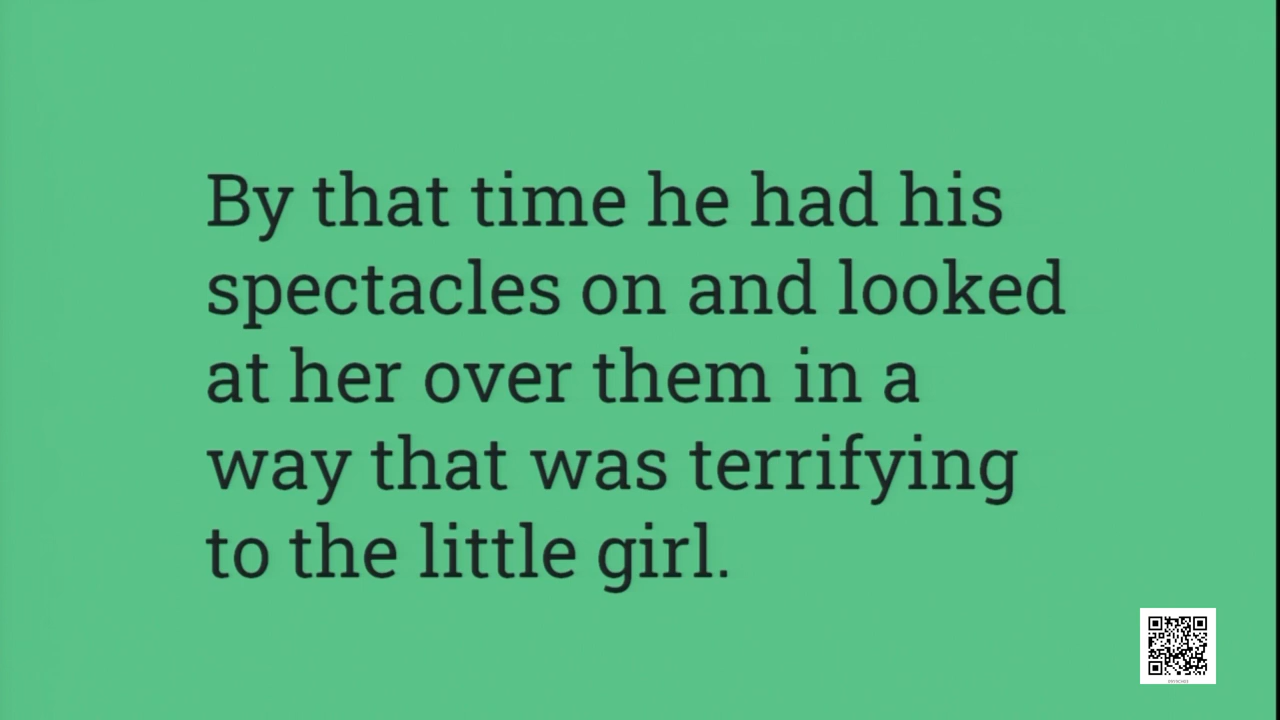 By that time he had his
spectacles on and looked
at her over them in a
way that was terrifying
to the little girl.